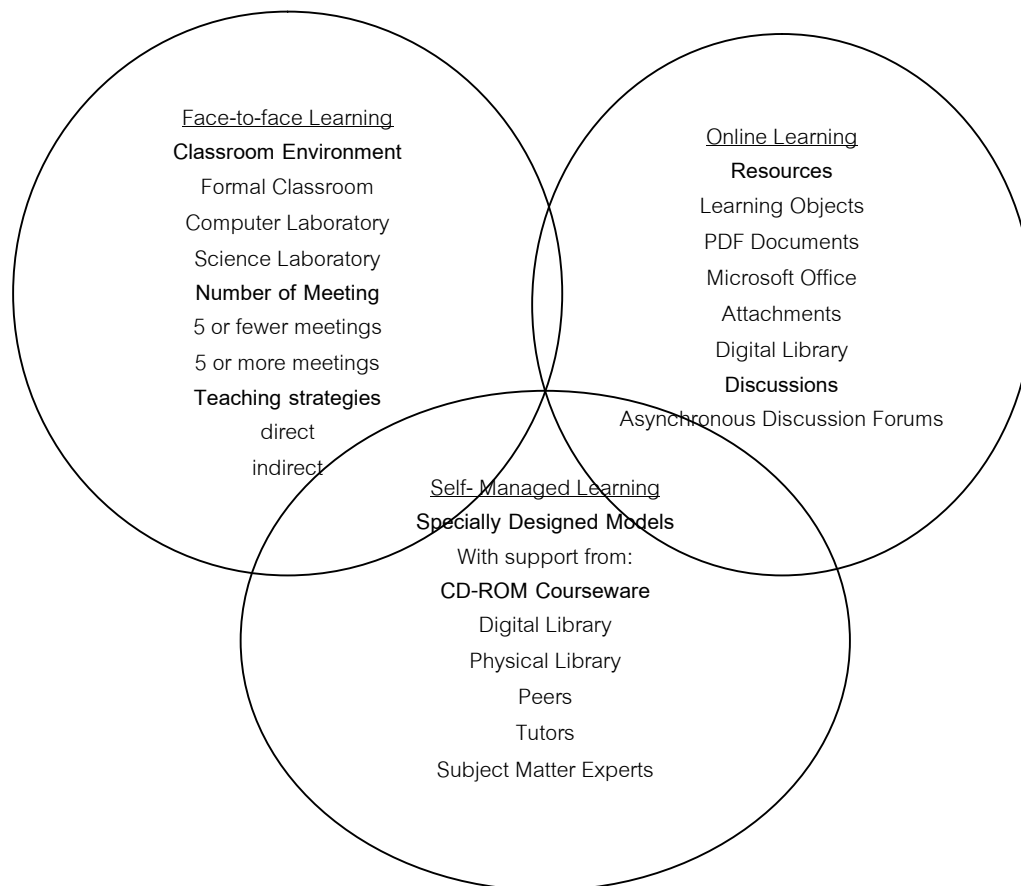 Face-to-face Learning
Classroom Environment
Formal Classroom
Computer Laboratory
Science Laboratory
Number of Meeting
5 or fewer meetings
5 or more meetings
Teaching strategies
direct
indirect
Online Learning
Resources
Learning Objects
PDF Documents
Microsoft Office
Attachments
Digital Library
Discussions
Asynchronous Discussion Forums
Self- Managed Learning
Specially Designed Models
With support from:
CD-ROM Courseware
Digital Library
Physical Library
Peers
Tutors
Subject Matter Experts